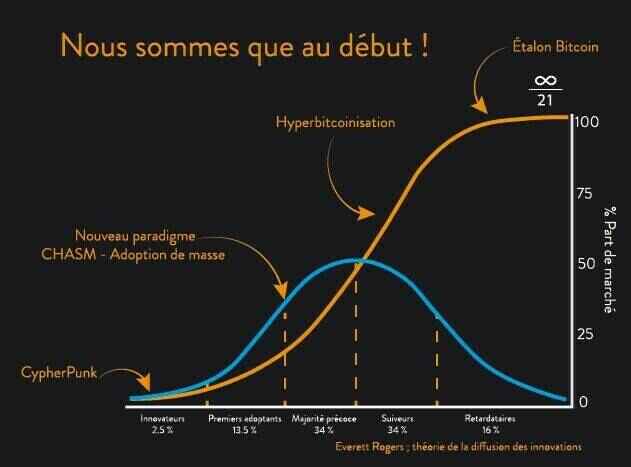 Nous sommes que au début !
Étalon Bitcoin
∞
21
Hyperbitcoinisation
Nouveau paradigme
CHASM - Adoption de masse
CypherPunk
100
75
50
25
0
% Part de marché
Innovateurs
2,5 %
Premiers adoptants
13.5 %
Majorité précoce
34 %
Suiveurs
34 %
Retardataires
16 %
Everett Rogers ; théorie de la diffusion des innovations